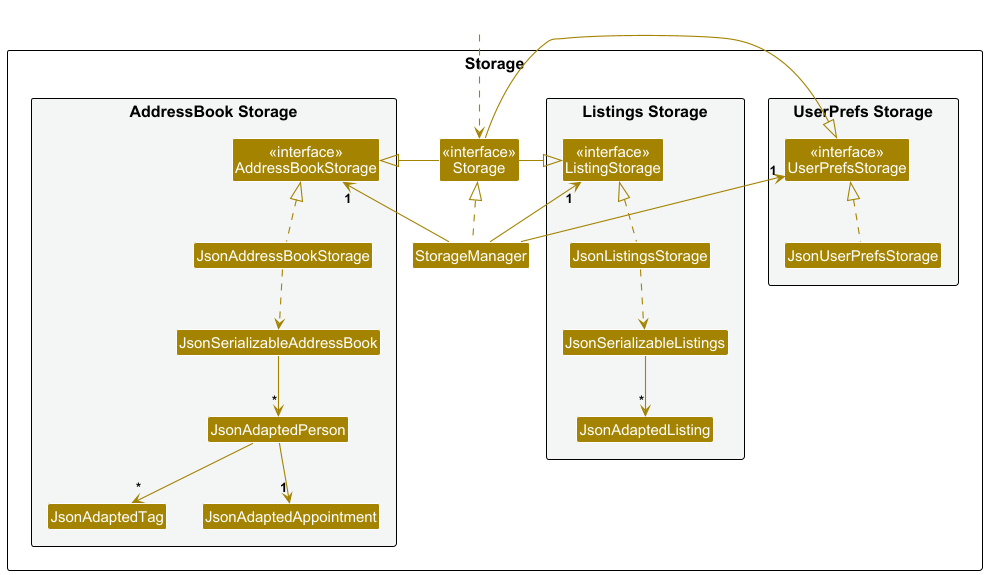 Storage
AddressBook Storage
Listings Storage
UserPrefs Storage
«interface»
AddressBookStorage
«interface»
Storage
«interface»
ListingStorage
«interface»
UserPrefsStorage
1
1
1
JsonAddressBookStorage
StorageManager
JsonListingsStorage
JsonUserPrefsStorage
JsonSerializableAddressBook
JsonSerializableListings
*
*
JsonAdaptedPerson
JsonAdaptedListing
*
1
JsonAdaptedTag
JsonAdaptedAppointment